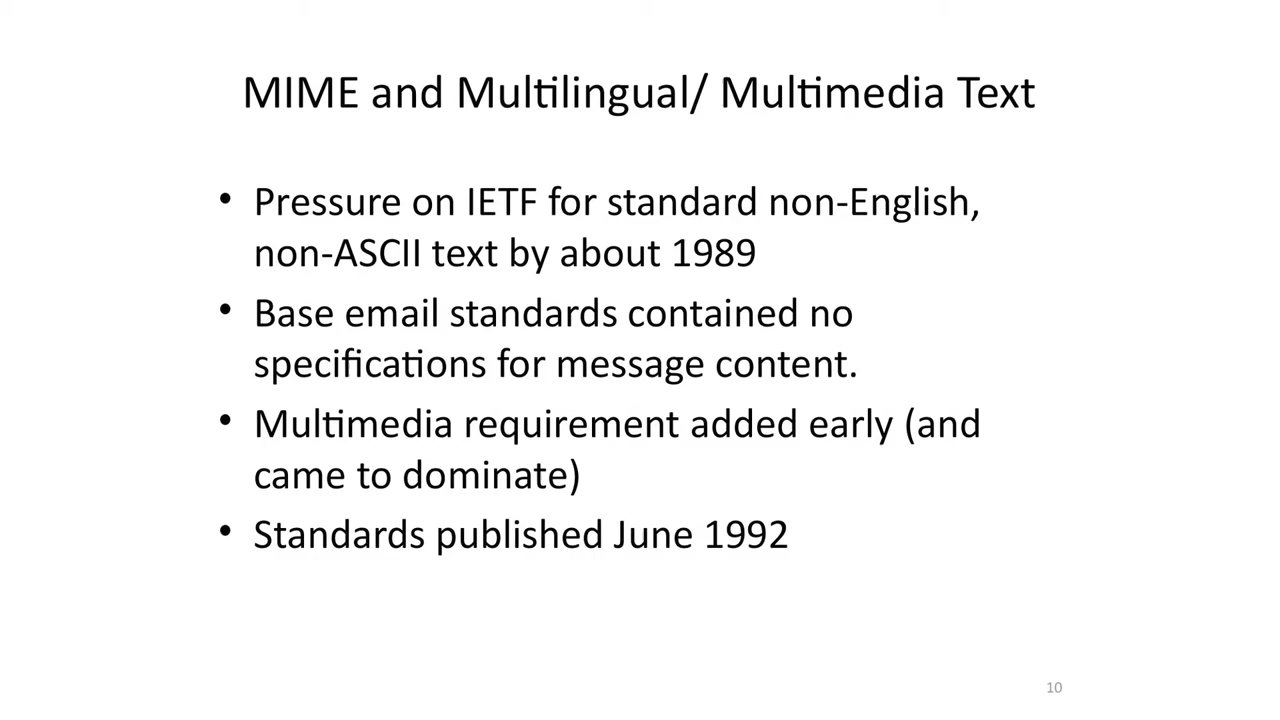 MIME and Multilingual/ Multimedia Text
• Pressure on IETF for standard non-English,
non-ASCII text by about 1989
• Base email standards contained no
specifications for message content.
• Multimedia requirement added early (and
came to dominate)
• Standards published June 1992
10